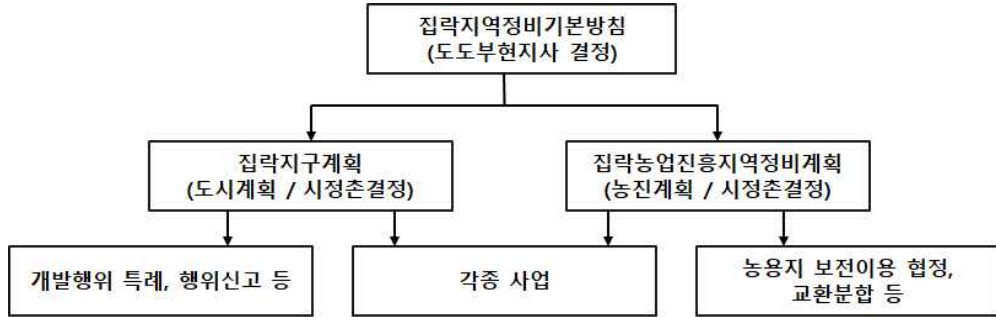 집락지역정비기본방침
(도도부현지사 결정)
집락지구계획
(도시계획 / 시정촌결정)
집락농업진흥지역정비계획
(농진계획 / 시정촌결정)
개발행위 특례, 행위신고 등
각종 사업
농용지 보전이용 협정,
교환분합 등